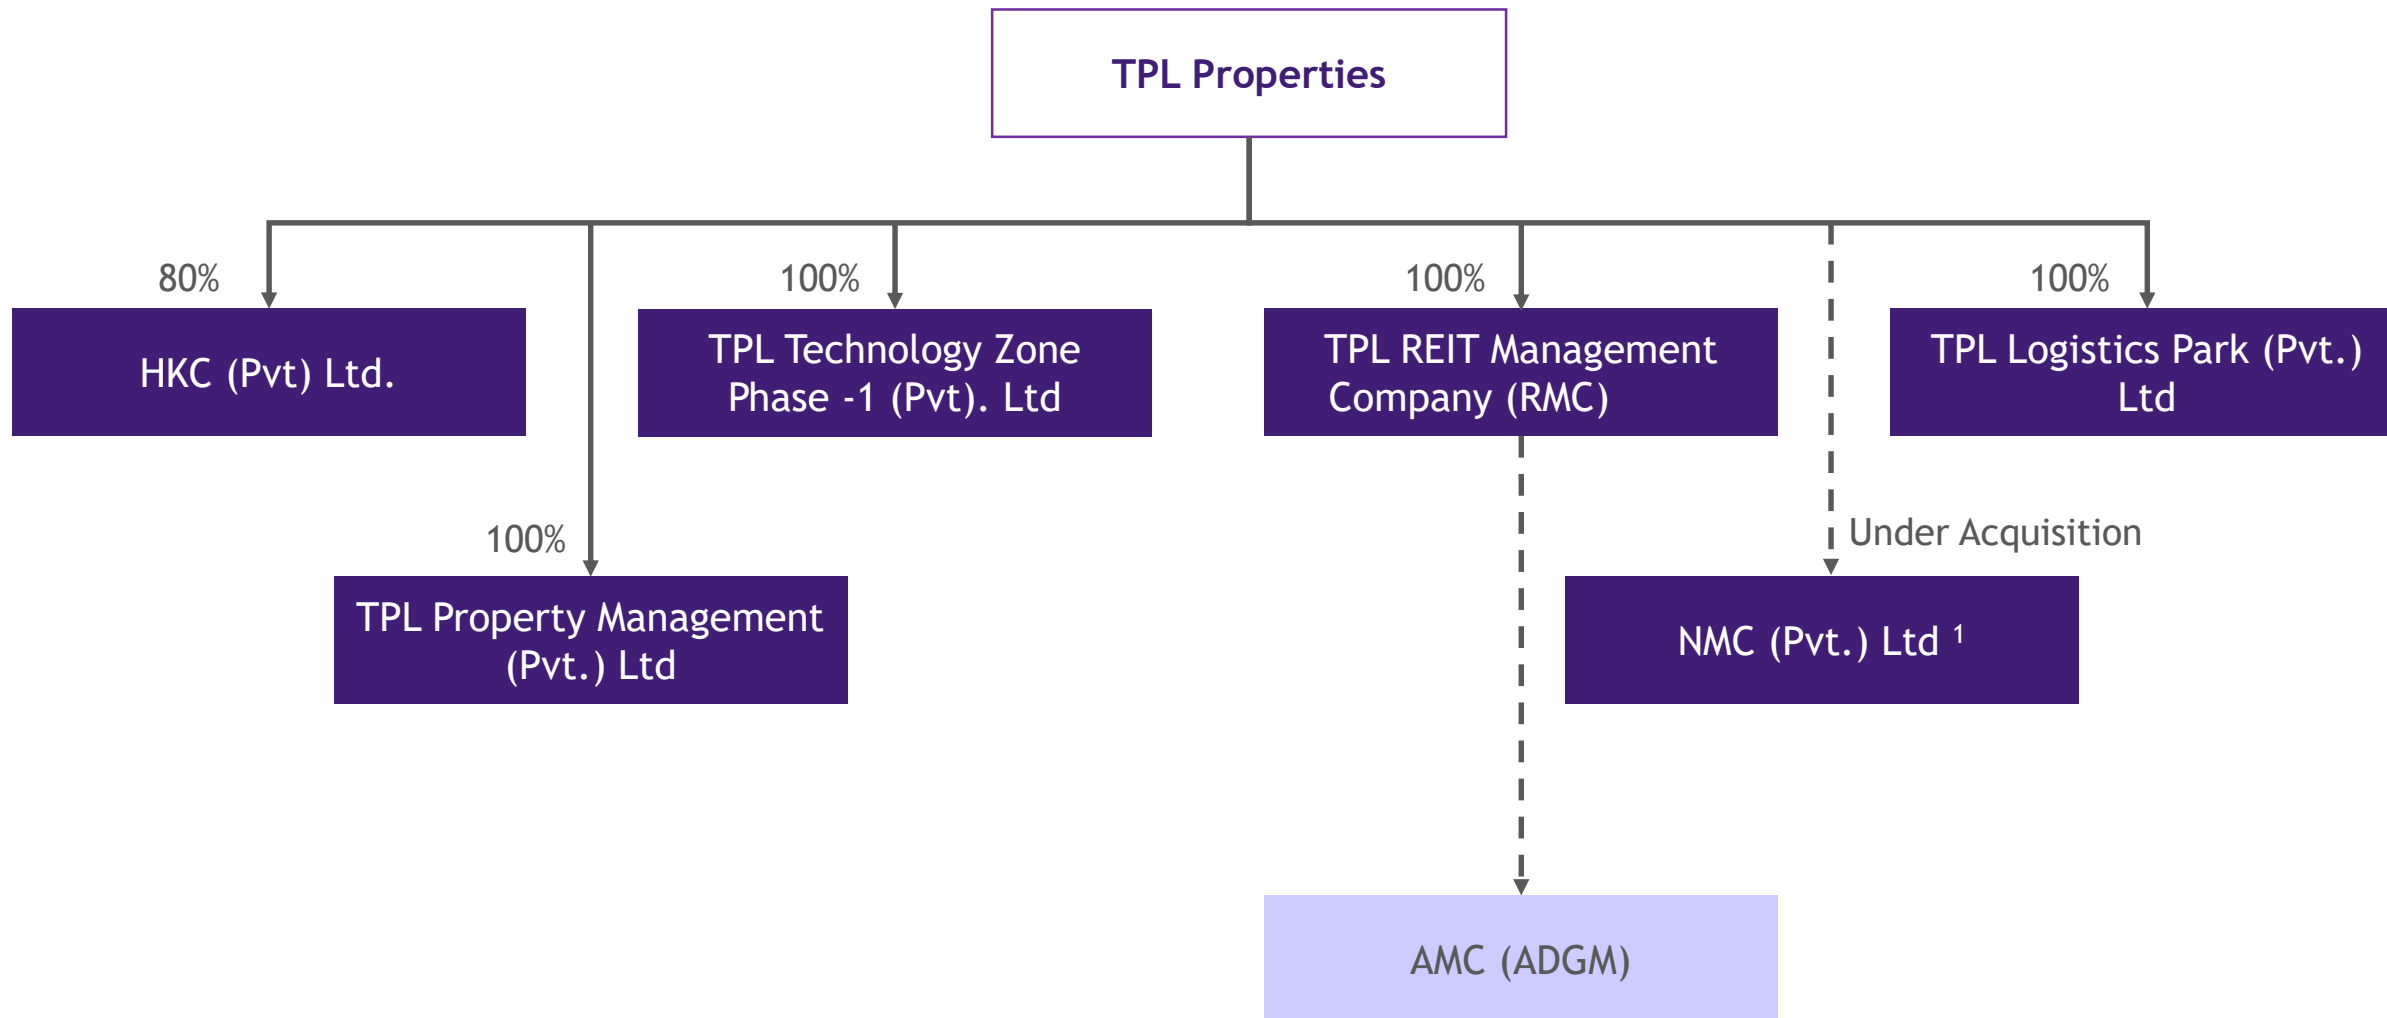 TPL Properties
80%
100%
100%
100%
HKC (Pvt) Ltd.
TPL Technology Zone
Phase -1 (Pvt). Ltd
TPL REIT Management
Company (RMC)
TPL Logistics Park (Pvt.)
Ltd
100%
Under Acquisition
TPL Property Management
(Pvt.) Ltd
NMC (Pvt.) Ltd ¹
AMC (ADGM)